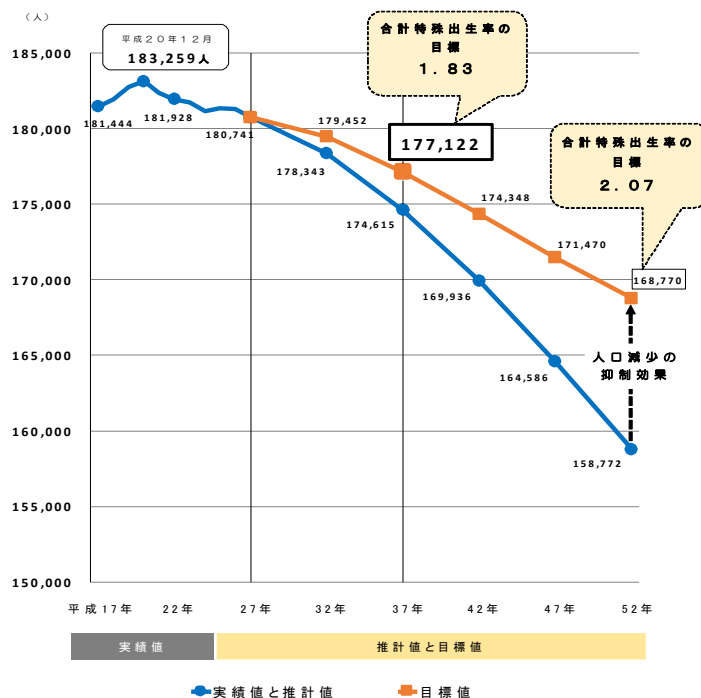 （人）
185,000
180,000
175,000
170,000
165,000
160,000
155,000
150,000
平成20年12月
183,259人
合計特殊出生率の
目標
１．８３
合計特殊出生率の
目標
２．０７
181,444
181,928
180,741
179,452
177,122
178,343
174,615
174,348
171,470
169,936
168,770
164,586
158,772
人口減少の
抑制効果
平成17年
22年
27年
32年
37年
42年
47年
52年
実績値
推計値と目標値
実績値と推計値
目標値